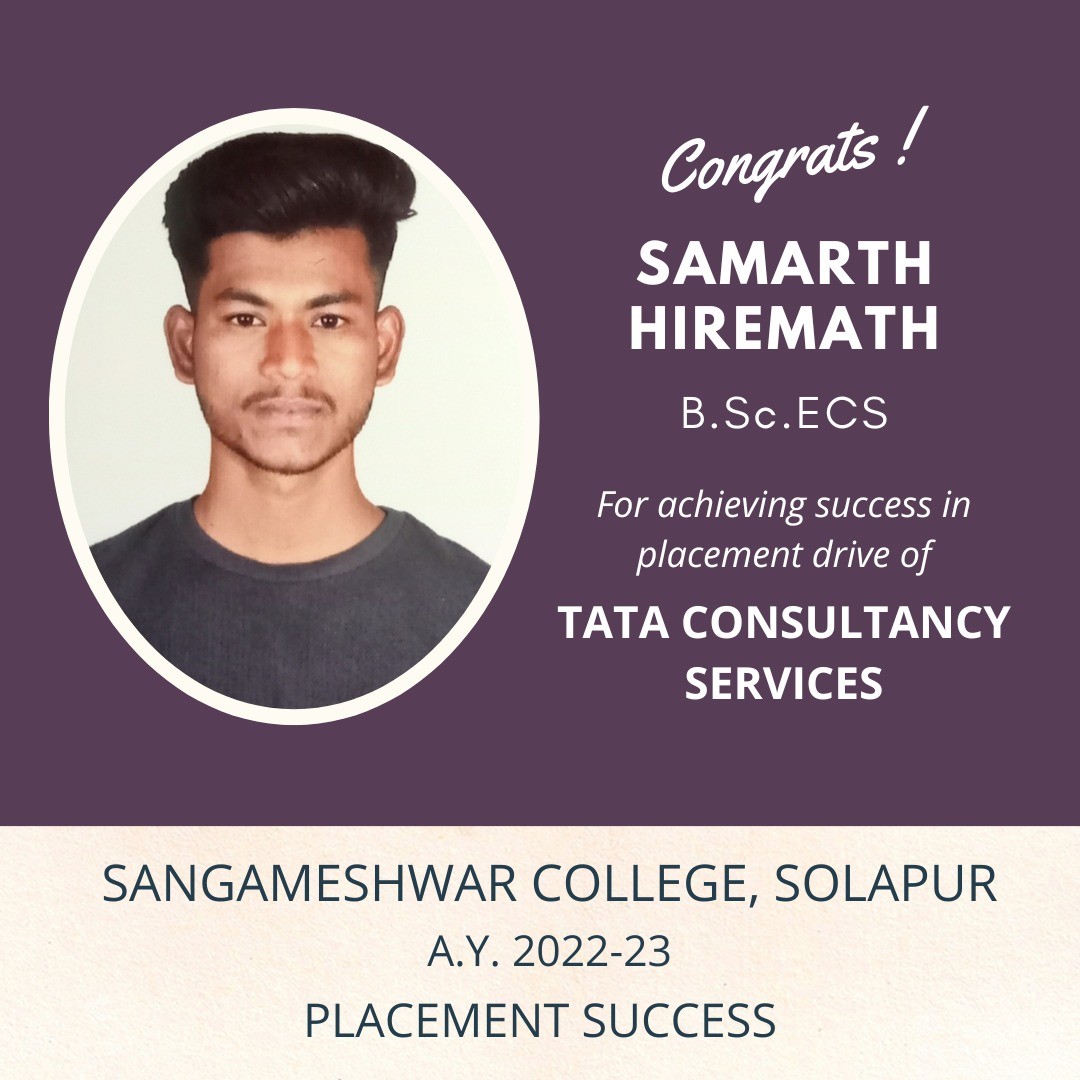 Congrats !
SAMARTH
HIREMATH
B.Sc.ECS
For achieving success in
placement drive of
TATA CONSULTANCY
SERVICES
SANGAMESHWAR COLLEGE, SOLAPUR
A.Y. 2022-23
PLACEMENT SUCCESS